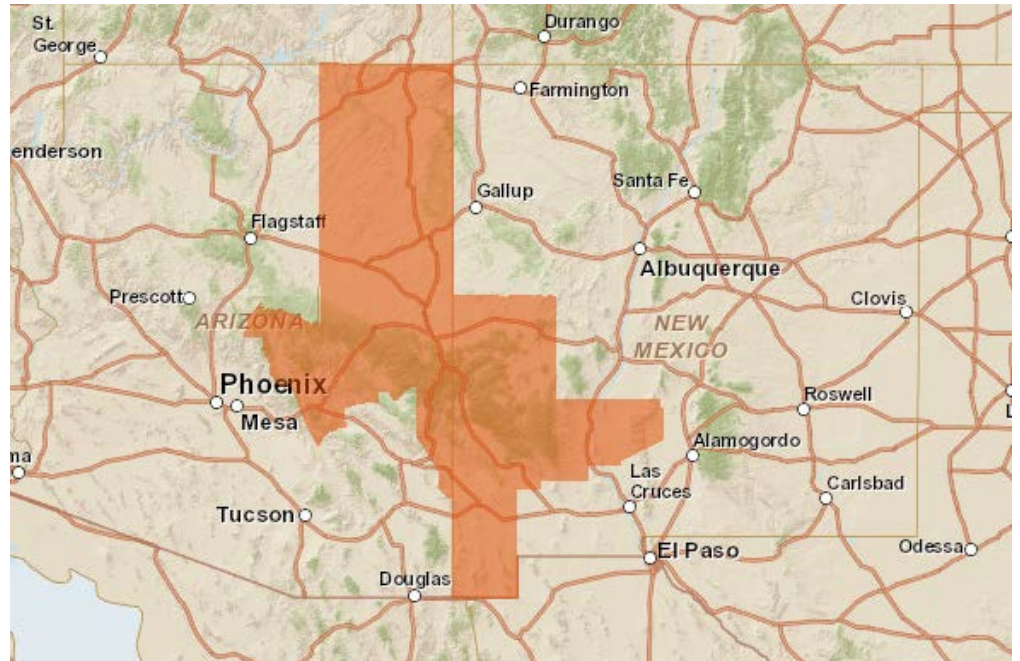 Durango
St.
George
Farmington
enderson
Santa Fe
Gallup
Flagstaff
Albuquerque
Prescott
Clovis
ARIZONA
NEW
MEXICO
Phoenix
Mesa
Roswell
L
Alamogordo
ma
Las
Cruces
Carlsbad
Tucson
Odessa
El Paso
Douglas